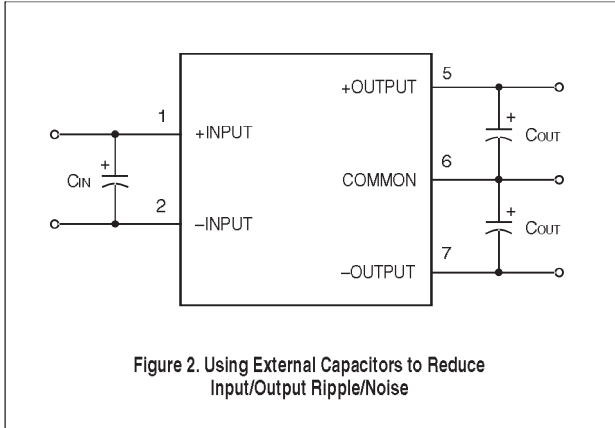 +OUTPUT 5
+ COUT
1 +INPUT
6 COMMON
CIN +
2 –INPUT
+ COUT
7 –OUTPUT
Figure 2. Using External Capacitors to Reduce
Input/Output Ripple/Noise